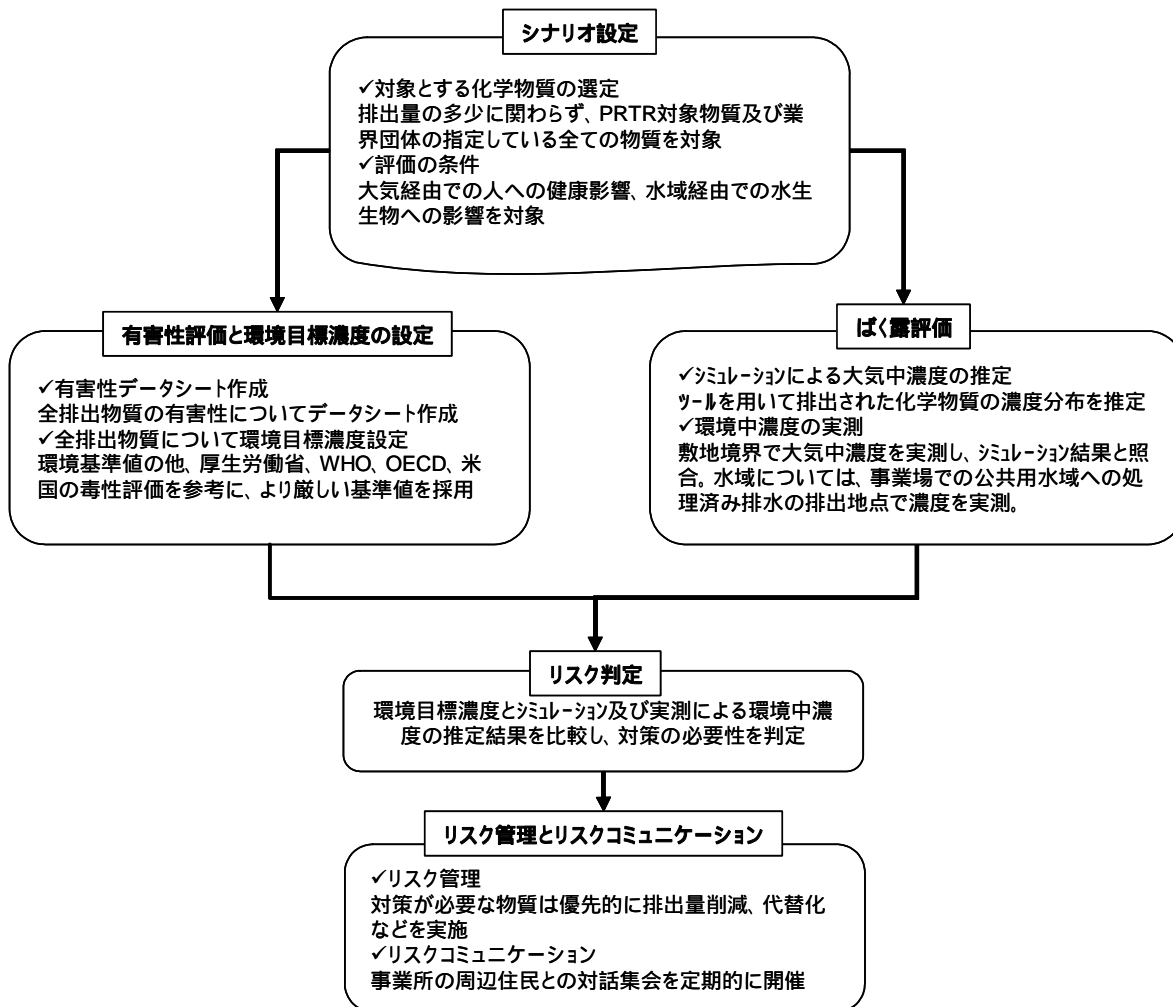 シナリオ設定
✓対象とする化学物質の選定
排出量の多少に関わらず、PRTR対象物質及び業
界団体の指定している全ての物質を対象
✓評価の条件
大気経由での人への健康影響、水域経由での水生
生物への影響を対象
有害性評価と環境目標濃度の設定
✓有害性データシート作成
全排出物質の有害性についてデータシート作成
✓全排出物質について環境目標濃度設定
環境基準値の他、厚生労働省、WHO、OECD、米
国の毒性評価を参考に、より厳しい基準値を採用
ばく露評価
✓ｼﾐｭﾚｰｼｮﾝによる大気中濃度の推定
ﾂｰﾙを用いて排出された化学物質の濃度分布を推定
✓環境中濃度の実測
敷地境界で大気中濃度を実測し、ｼﾐｭﾚｰｼｮﾝ結果と照
合。水域については、事業場での公共用水域への処
理済み排水の排出地点で濃度を実測。
リスク判定
環境目標濃度とｼﾐｭﾚｰｼｮﾝ及び実測による環境中濃
度の推定結果を比較し、対策の必要性を判定
リスク管理とリスクコミュニケーション
✓リスク管理
対策が必要な物質は優先的に排出量削減、代替化
などを実施
✓リスクコミュニケーション
事業所の周辺住民との対話集会を定期的に開催